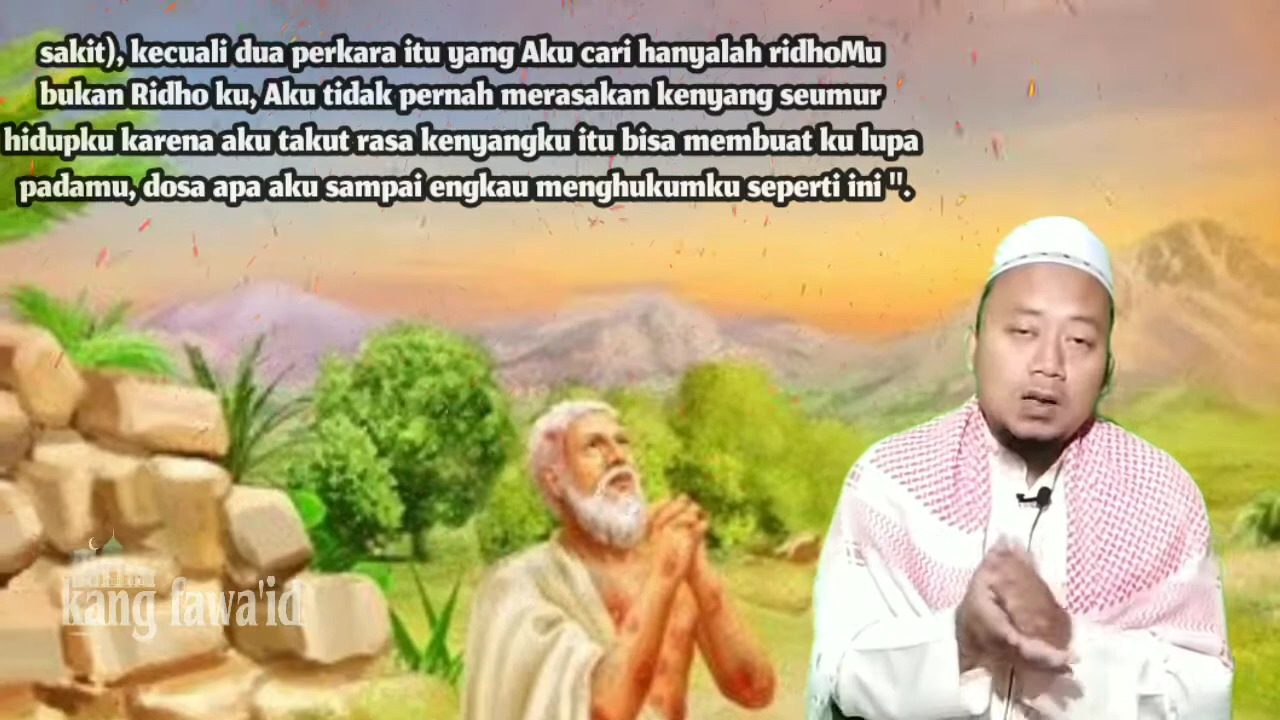 sakit), kecuali dua perkara itu yang Aku cari hanyalah ridhoMu
bukan Ridho ku, Aku tidak pernah merasakan kenyang seumur
hidupku karena aku takut rasa kenyangku itu bisa membuat ku lupa
padamu, dosa apa aku sampai engkau menghukumku seperti ini ".
kang fawa'id